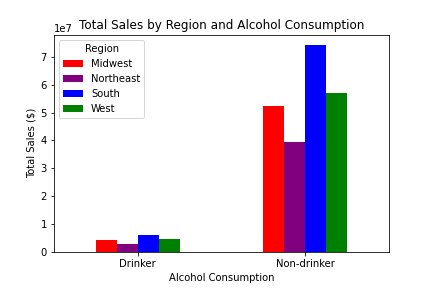 Total Sales by Region and Alcohol Consumption
1e7
Region
Midwest
Northeast
South
West
Total Sales ($)
7
6
5
4
3
2
1
0
Drinker
Non-drinker
Alcohol Consumption